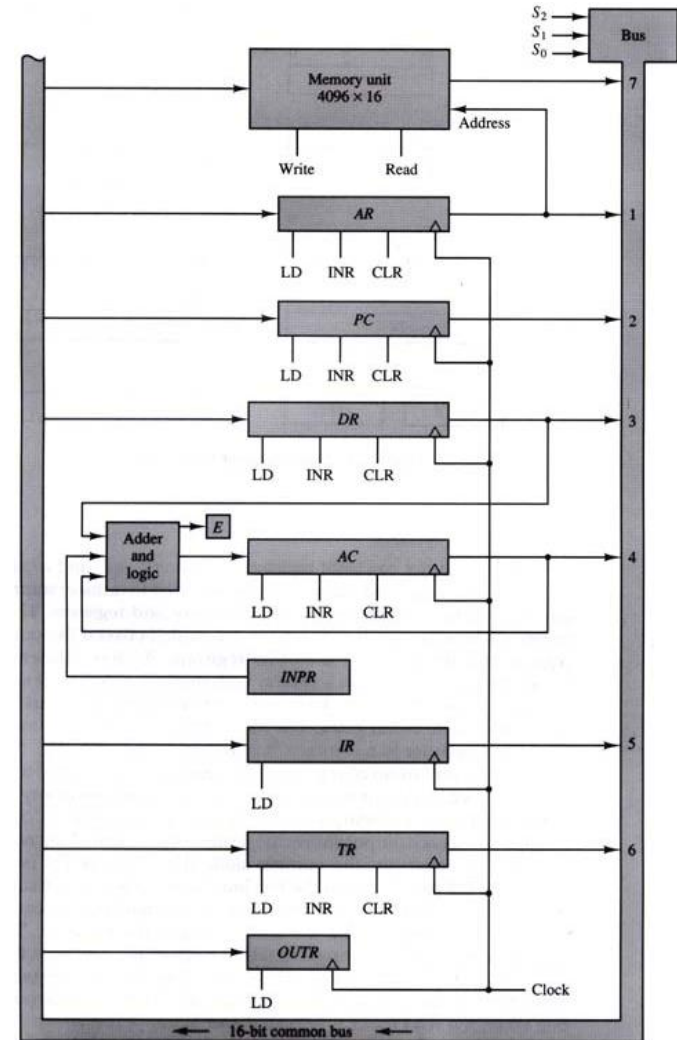 S2
S1
S0
Bus
Memory unit
4096 × 16
7
Address
Write Read
AR
1
LD INR CLR
PC
2
LD INR CLR
DR
3
LD INR CLR
Adder
and
logic
E
AC
4
LD INR CLR
INPR
IR
5
LD
TR
6
LD INR CLR
OUTR
LD
Clock
16-bit common bus